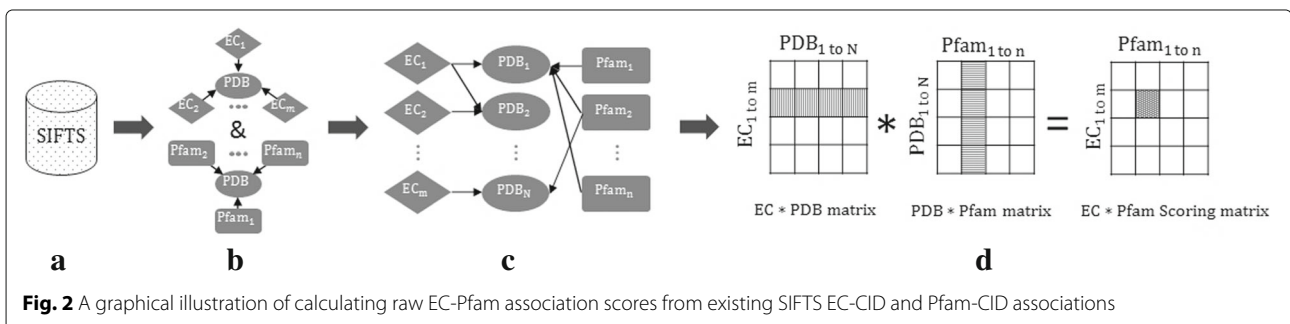 SIFTS
EC1
PDB
EC2
ECm
&
Pfam2
Pfamn
PDB
Pfam1
EC1
PDB1
Pfam1
EC2
PDB2
Pfam2
ECm
PDBN
Pfamn
PDB1 to N
EC1 to m
EC * PDB matrix
*
Pfam1 to n
PDB1 to N
PDB * Pfam matrix
=
Pfam1 to n
EC1 to m
EC * Pfam Scoring matrix
a b c d
Fig. 2 A graphical illustration of calculating raw EC-Pfam association scores from existing SIFTS EC-CID and Pfam-CID associations